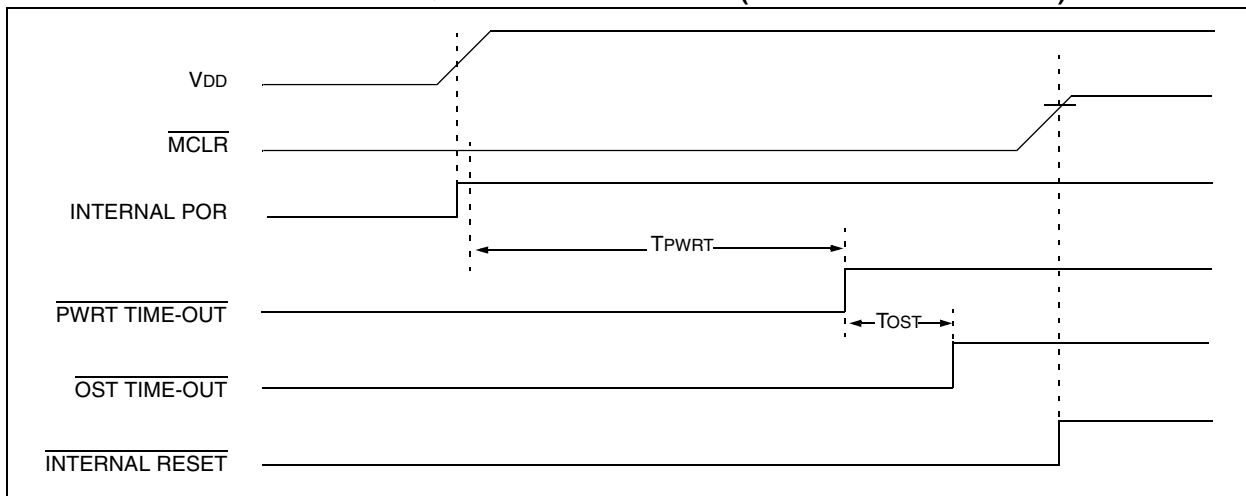 VDD
MCLR
INTERNAL POR
TPWRT
PWRT TIME-OUT
TOST
OST TIME-OUT
INTERNAL RESET